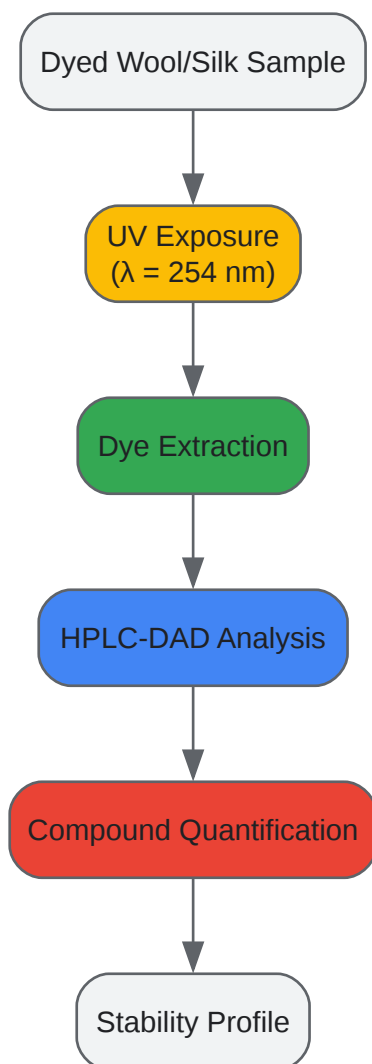 Dyed Wool/Silk Sample
UV Exposure
(λ = 254 nm)
Dye Extraction
HPLC-DAD Analysis
Compound Quantification
Stability Profile